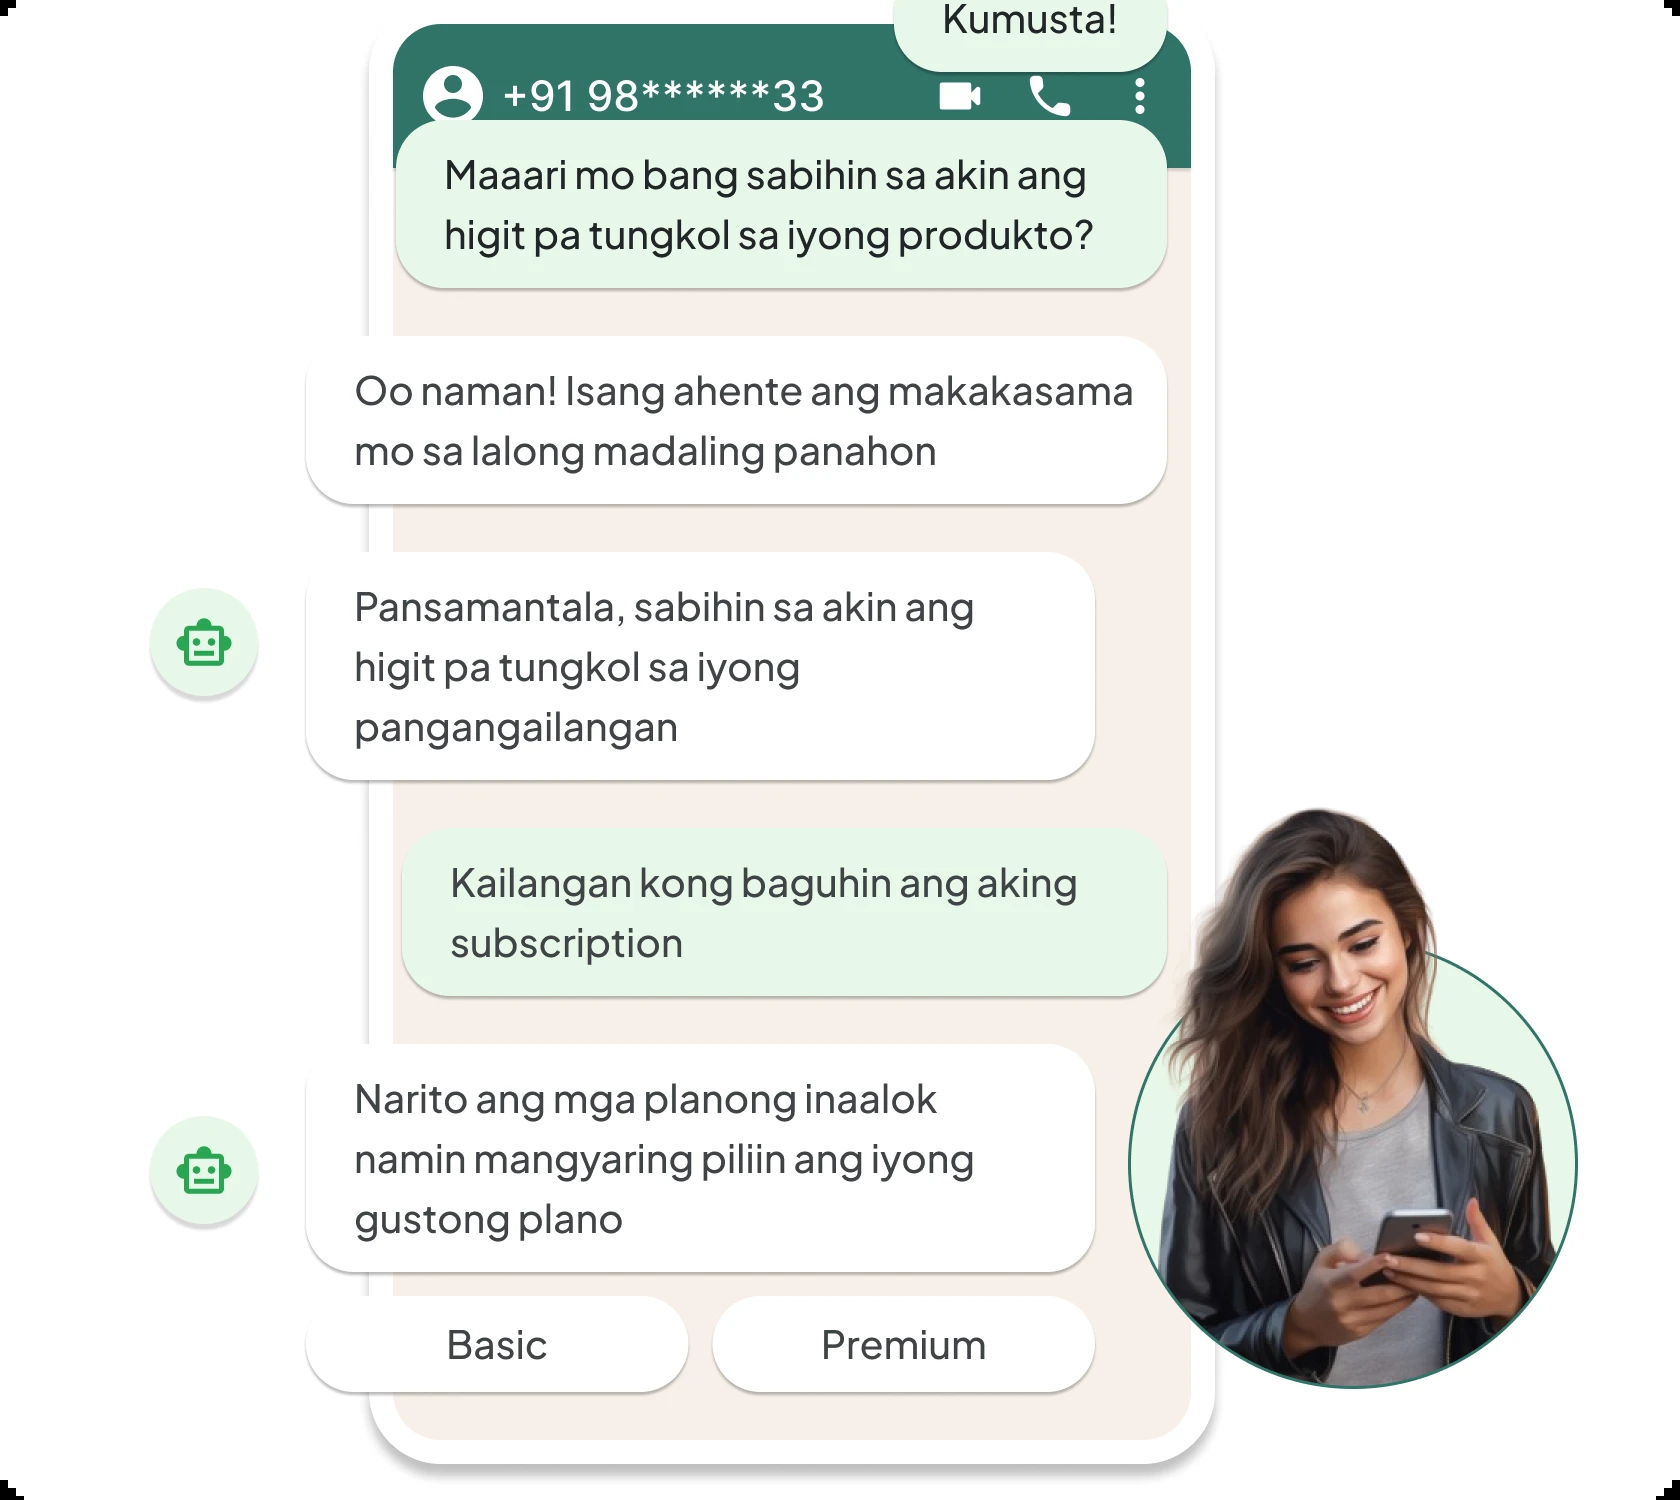 Kumusta!
+91 98******33
Maaari mo bang sabihin sa akin ang
higit pa tungkol sa iyong produkto?
Oo naman! Isang ahente ang makakasama
mo sa lalong madaling panahon
Pansamantala, sabihin sa akin ang
higit pa tungkol sa iyong
pangangailangan
Kailangan kong baguhin ang aking
subscription
Narito ang mga planong inaalok
namin mangyaring piliin ang iyong
gustong plano
Basic
Premium